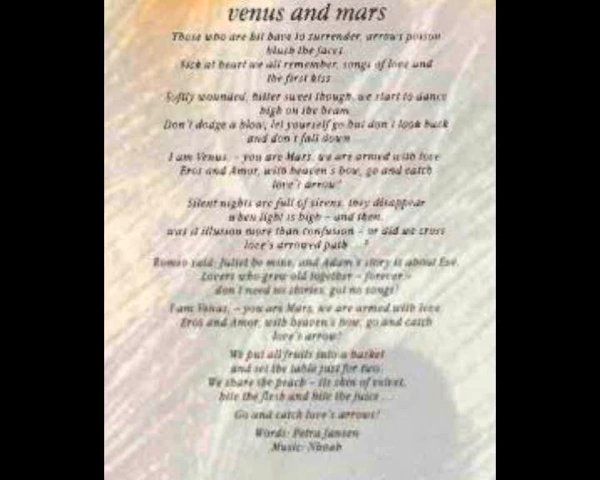 venus and mars
Those who are hit have to surrender, arrows poison
blush the faces
Sick at heart we all remember, songs of love and
the first kiss ...
Softly wounded, bitter sweet though, we start to dance
high on the beam
Don't dodge a blow, let yourself go but don't look back
and don't fall down
I am Venus, – you are Mars, we are armed with love
Eros and Amor, with heaven's bow, go and catch
love's arrow!
Silent nights are full of sirens, they disappear
when light is high – and then,
was it illusion more than confusion – or did we cross
love's arrowed path ...?
Romeo said: Juliet be mine, and Adam's story is about Eve.
Lovers who grew old together – forever –
don't need no stories, got no songs!
I am Venus, – you are Mars, we are armed with love
Eros and Amor, with heaven's bow, go and catch
love's arrow!
We put all fruits into a basket
and set the table just for two
We share the peach – its skin of velvet,
bite the flesh and bite the juice ...
Go and catch love's arrows!
Words: Petra Jansen
Music: